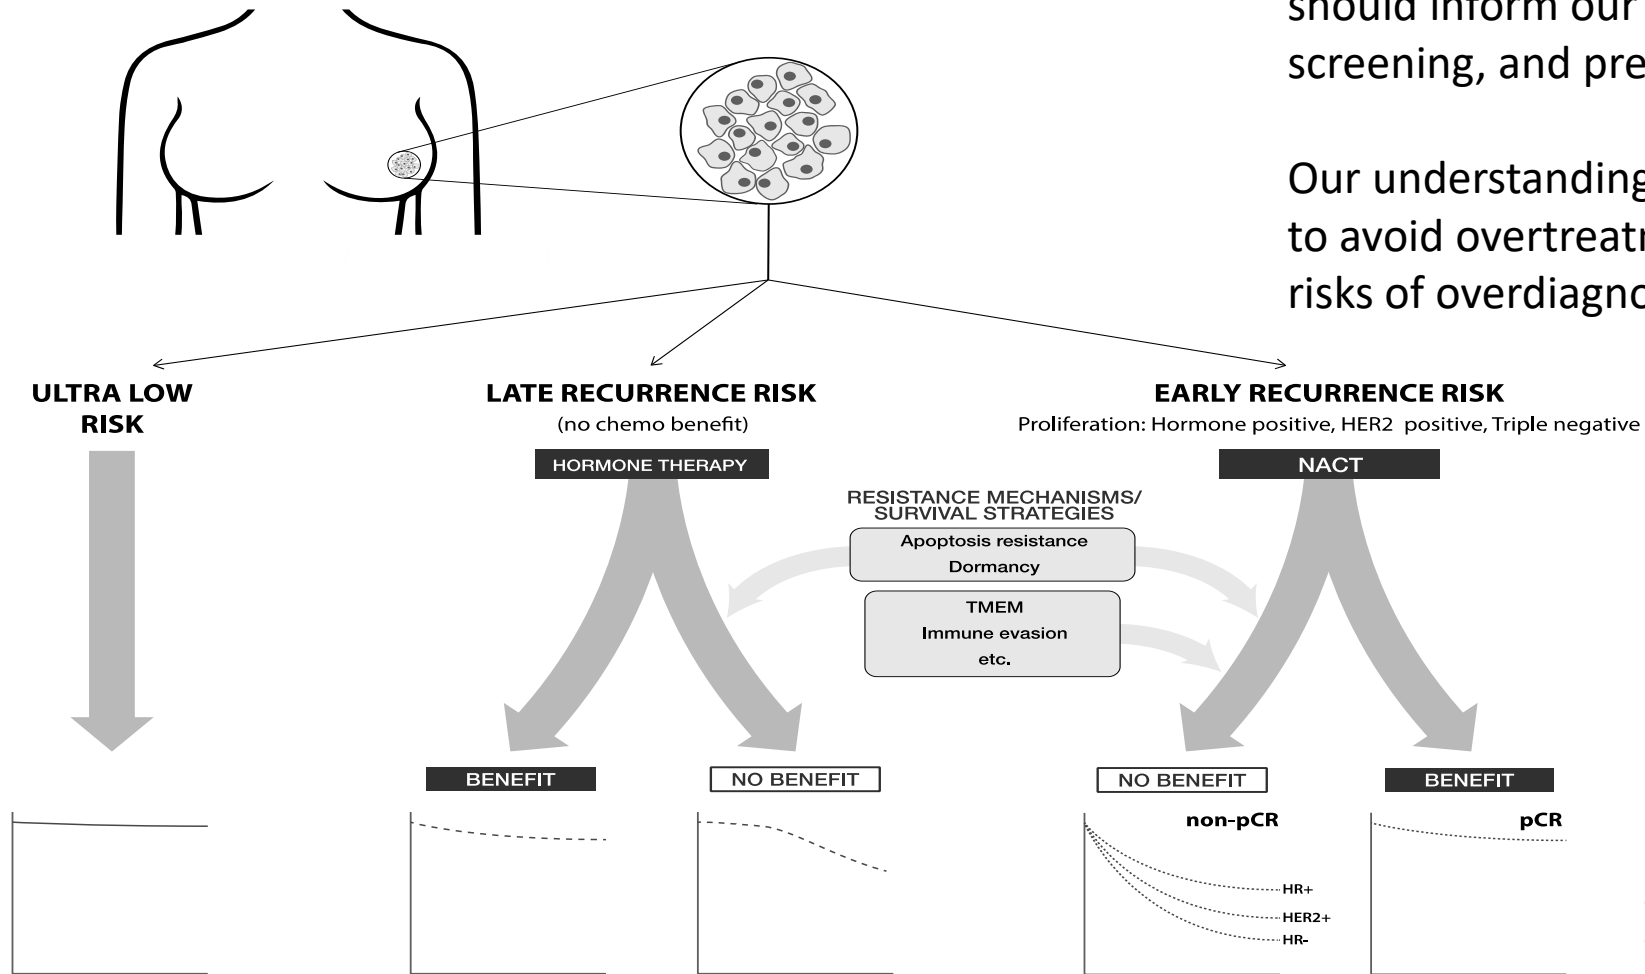 should inform our
screening, and pre
Our understanding
to avoid overtreat
risks of overdiagno
ULTRA LOW
RISK
LATE RECURRENCE RISK
(no chemo benefit)
HORMONE THERAPY
EARLY RECURRENCE RISK
Proliferation: Hormone positive, HER2 positive, Triple negative
NACT
RESISTANCE MECHANISMS/
SURVIVAL STRATEGIES
Apoptosis resistance
Dormancy
TMEM
Immune evasion
etc.
BENEFIT
NO BENEFIT
NO BENEFIT
BENEFIT
non-pCR
HR+
HER2+
HR-
pCR